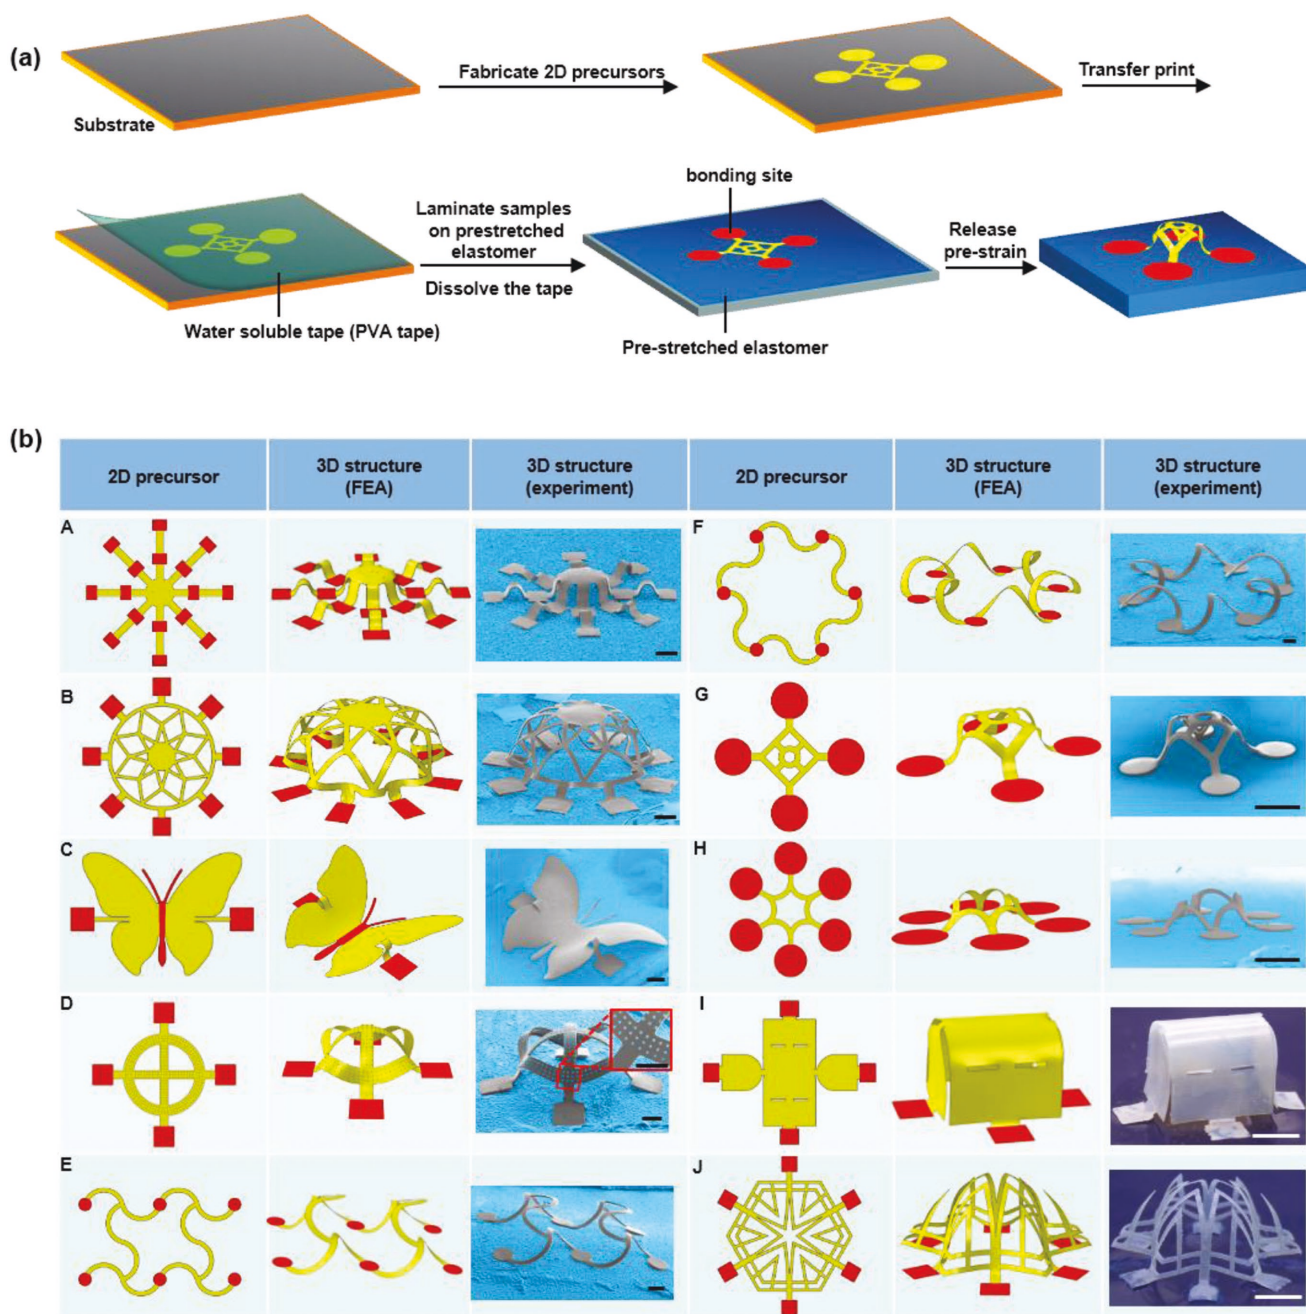 (a)
Substrate
Fabricate 2D precursors
Transfer print
Water soluble tape (PVA tape)
Laminate samples
on prestretched
elastomer
Dissolve the tape
bonding site
Pre-stretched elastomer
Release
pre-strain
(b)
2D precursor
3D structure
(FEA)
3D structure
(experiment)
2D precursor
3D structure
(FEA)
3D structure
(experiment)
A
F
B
G
C
H
D
I
E
J